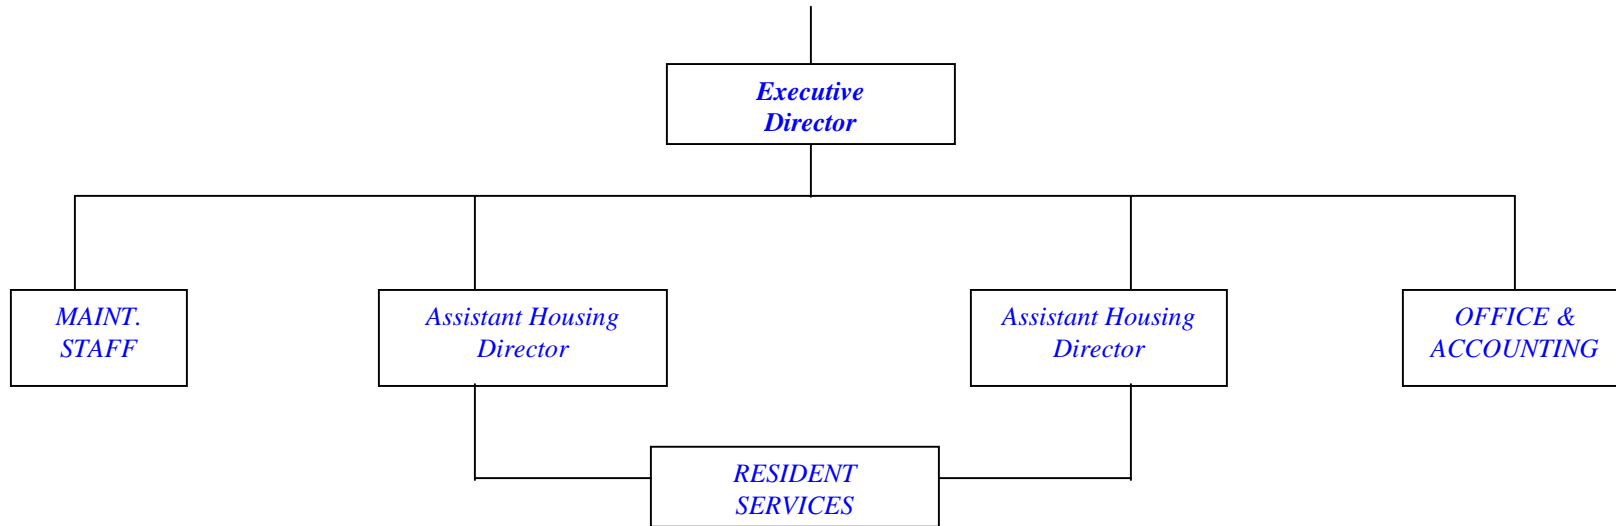 Executive
Director
MAINT.
STAFF
Assistant Housing
Director
Assistant Housing
Director
OFFICE &
ACCOUNTING
RESIDENT
SERVICES